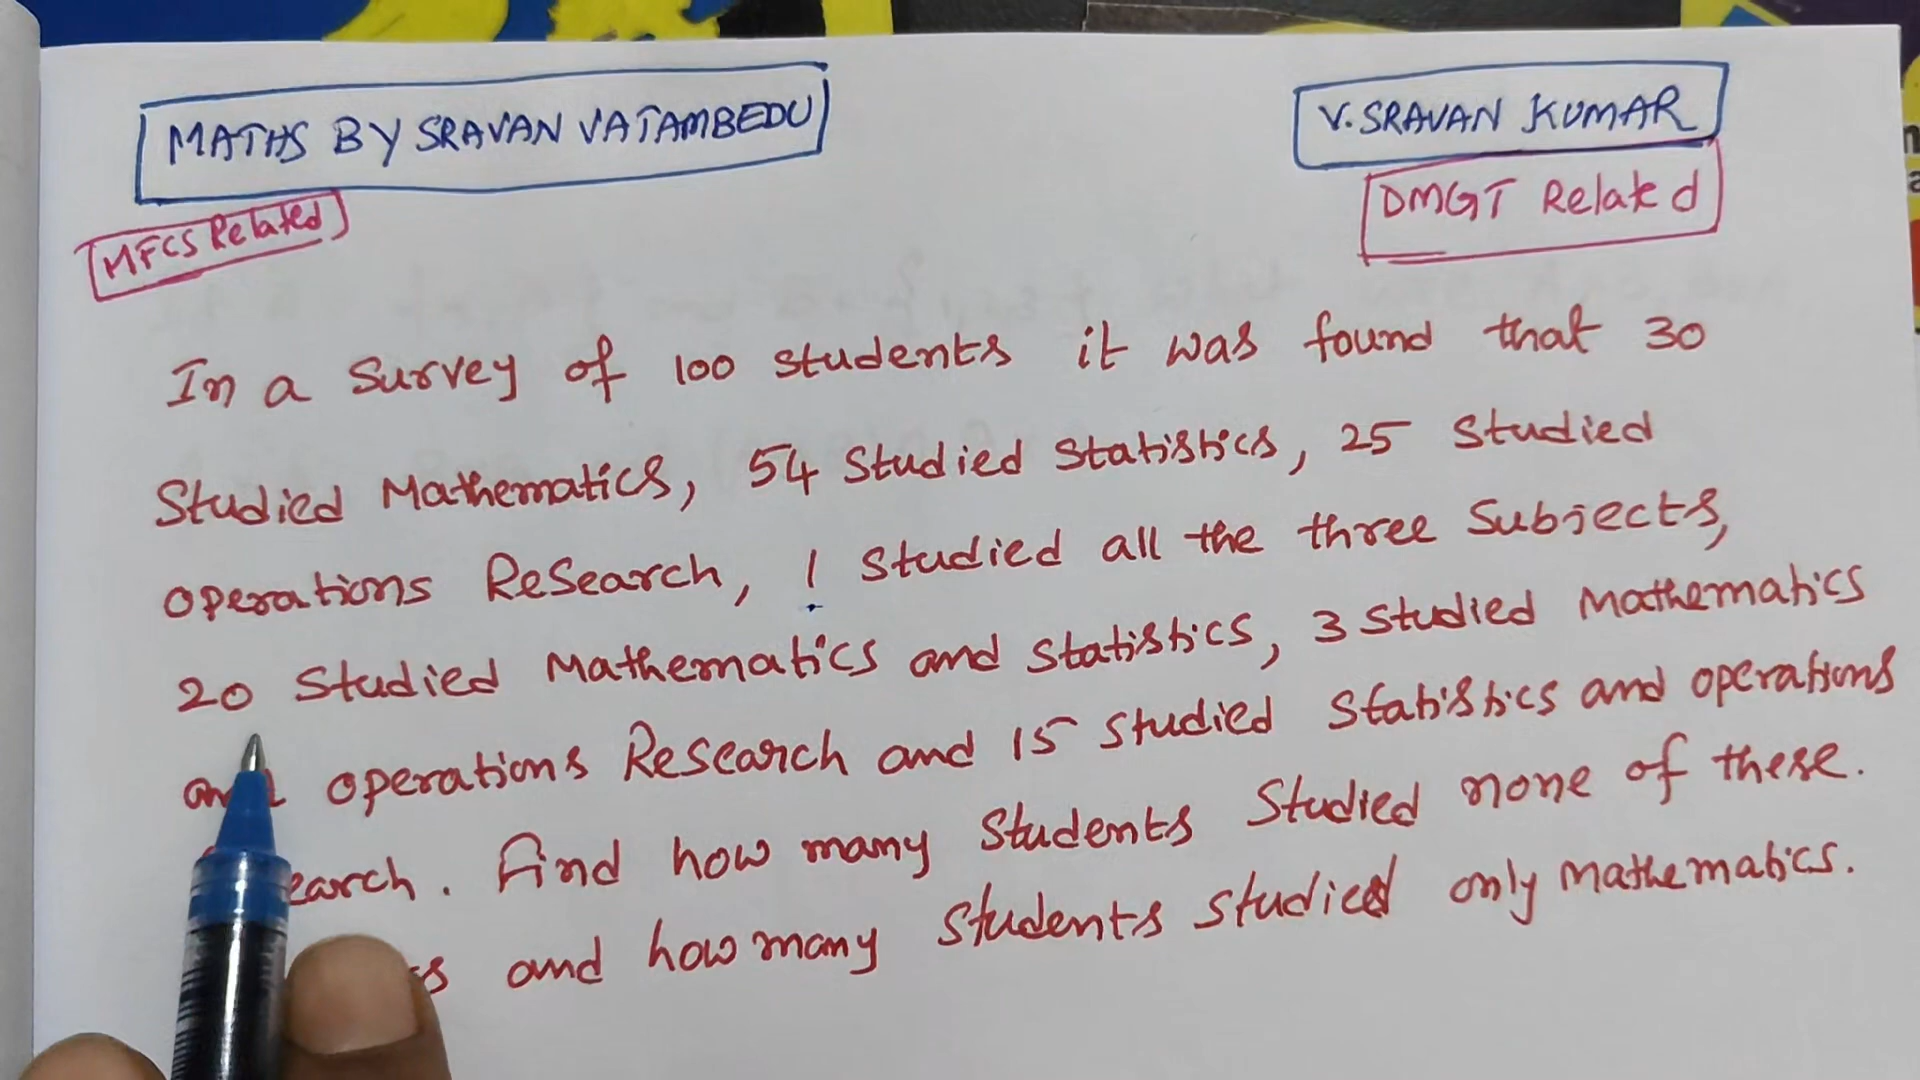 MATHS BY SRAVAN VATAMBEDU
V. SRAVAN KUMAR
MFCS Related
DMGT Related
In a Survey of 100 students it was found that 30
Studied Mathematics, 54 Studied Statistics, 25 Studied
Operations Research, 1 Studied all the three Subjects,
20 Studied Mathematics and Statistics, 3 Studied Mathematics
and operations Research and 15 Studied Statistics and operations
earch. Find how many Students Studied none of these.
and how many Students Studied only Mathematics.